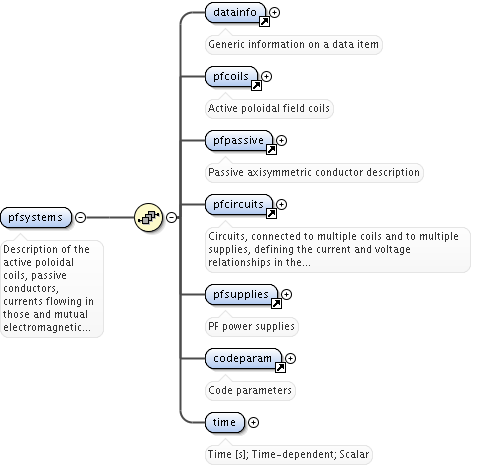 datainfo
Generic information on a data item
pfcoils
Active poloidal field coils
pfpassive
Passive axisymmetric conductor description
pfcircuits
Circuits, connected to multiple coils and to multiple
supplies, defining the current and voltage
relationships in the...
pfsystems
Description of the
active poloidal
coils, passive
conductors,
currents flowing in
those and mutual
electromagnetic...
pfsupplies
PF power supplies
codeparam
Code parameters
time
Time [s]; Time-dependent; Scalar